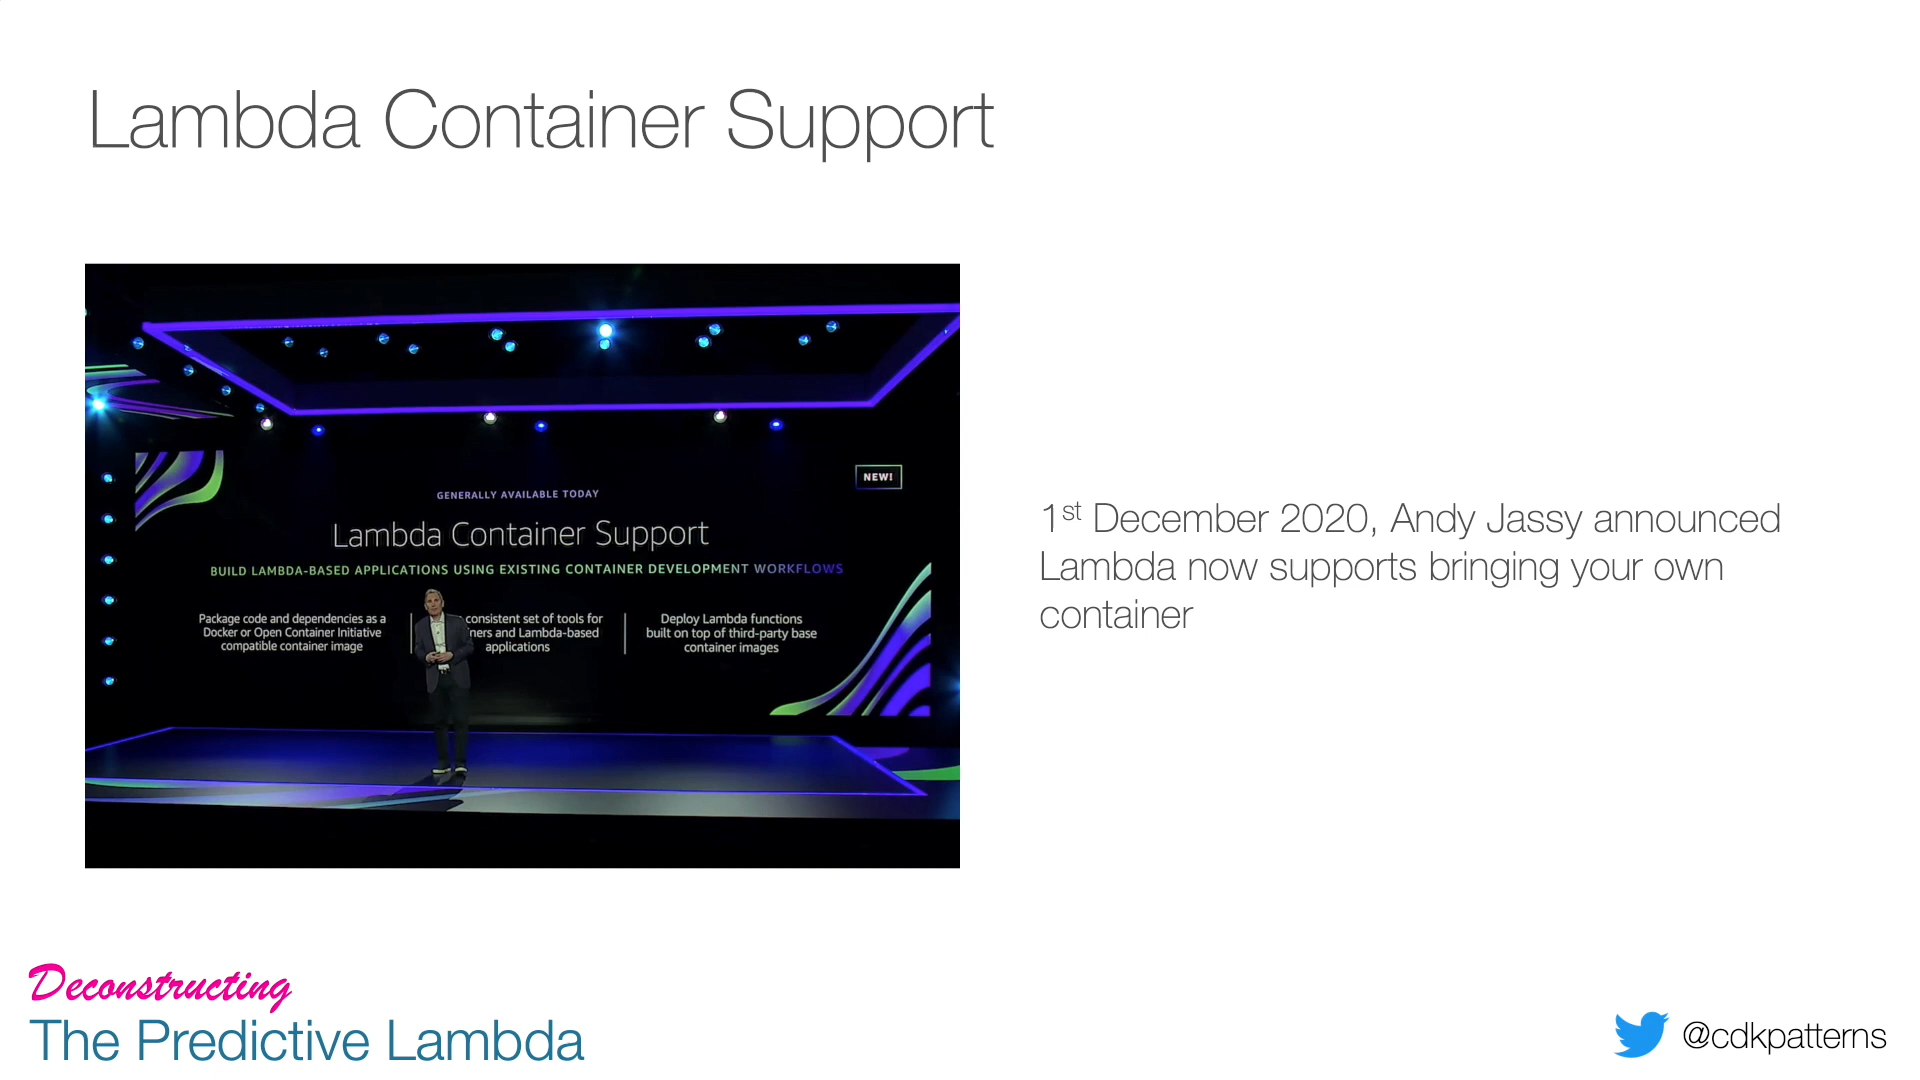 Lambda Container Support
NEW!
GENERALLY AVAILABLE TODAY
Lambda Container Support
BUILD LAMBDA-BASED APPLICATIONS USING EXISTING CONTAINER DEVELOPMENT WORKFLOWS
Package code and dependencies as a
Docker or Open Container Initiative
compatible container image
consistent set of tools for
and Lambda-based
applications
Deploy Lambda functions
built on top of third-party base
container images
1st December 2020, Andy Jassy announced
Lambda now supports bringing your own
container
Deconstructing
The Predictive Lambda
@cdkpatterns